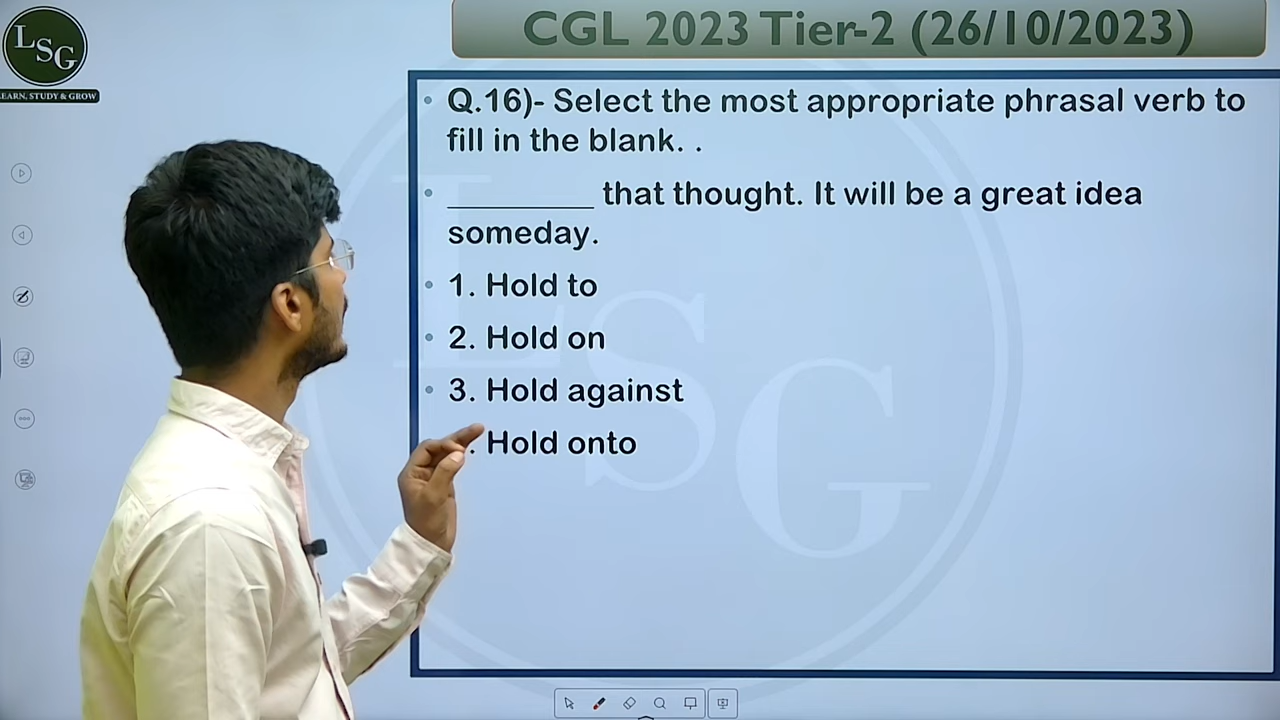 LSG
LEARN, STUDY & GROW
CGL 2023 Tier-2 (26/10/2023)
• Q.16)- Select the most appropriate phrasal verb to
fill in the blank. .
• _________ that thought. It will be a great idea
someday.
• 1. Hold to
• 2. Hold on
• 3. Hold against
. Hold onto
LSG